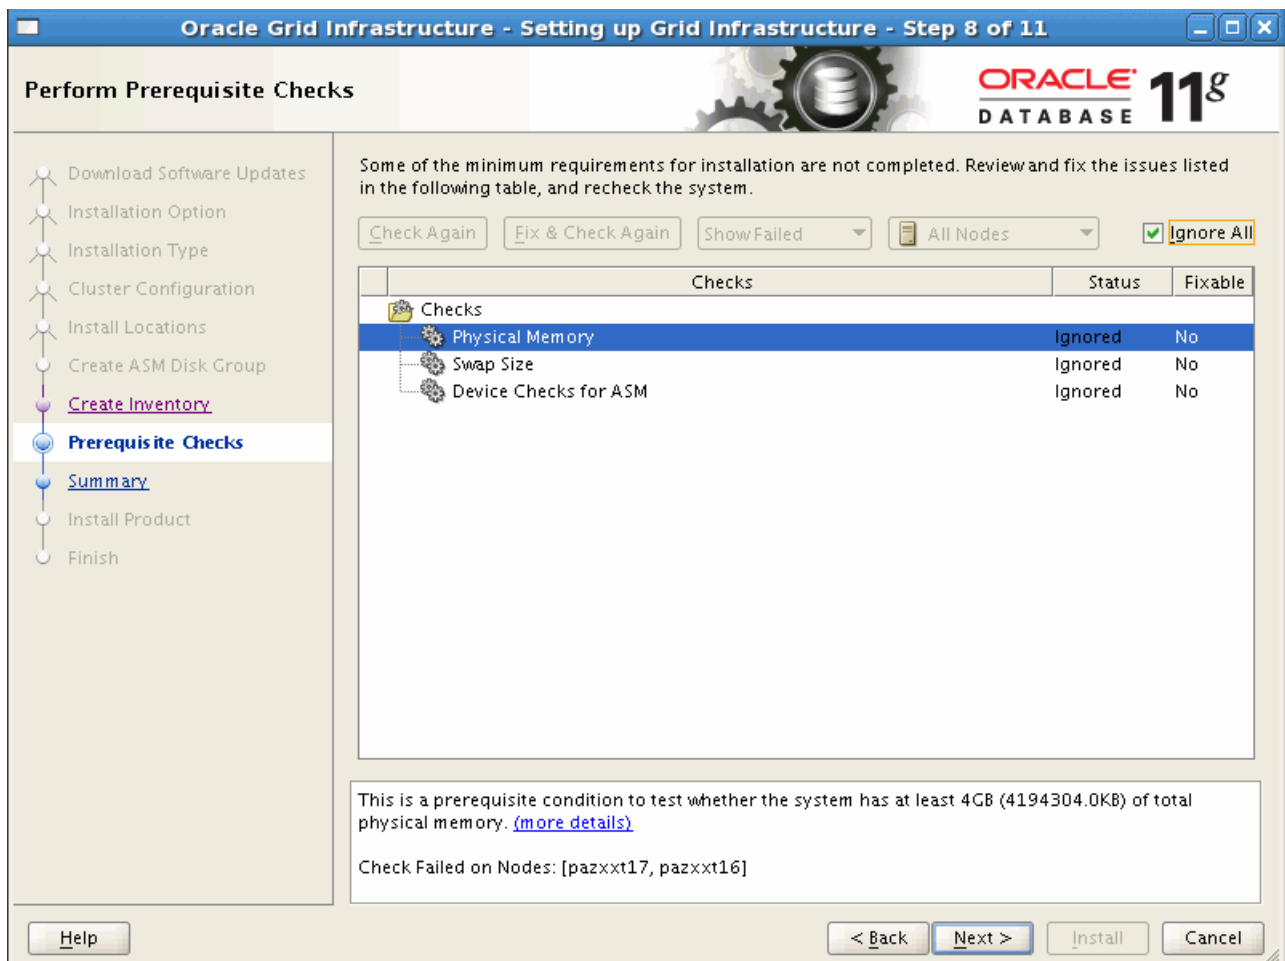 Oracle Grid Infrastructure - Setting up Grid Infrastructure - Step 8 of 11
Perform Prerequisite Checks
ORACLE
DATABASE
11g
Download Software Updates
Installation Option
Installation Type
Cluster Configuration
Install Locations
Create ASM Disk Group
Create Inventory
Prerequisite Checks
Summary
Install Product
Finish
Some of the minimum requirements for installation are not completed. Review and fix the issues listed
in the following table, and recheck the system.
Check Again Fix & Check Again Show Failed All Nodes Ignore All
Checks Status Fixable
Checks
Physical Memory Ignored No
Swap Size Ignored No
Device Checks for ASM Ignored No
This is a prerequisite condition to test whether the system has at least 4GB (4194304.0KB) of total
physical memory. (more details)
Check Failed on Nodes: [pazxxt17, pazxxt16]
Help < Back Next > Install Cancel